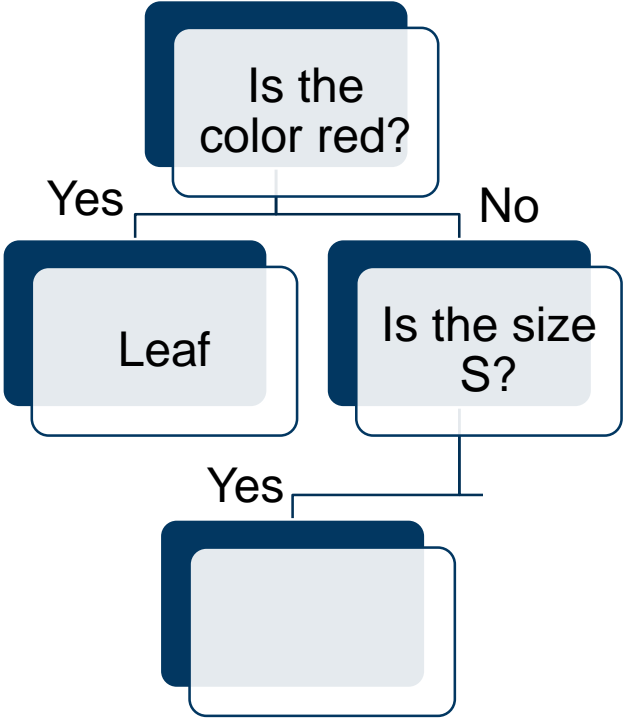 Is the
color red?
Yes
No
Leaf
Is the size
S?
Yes